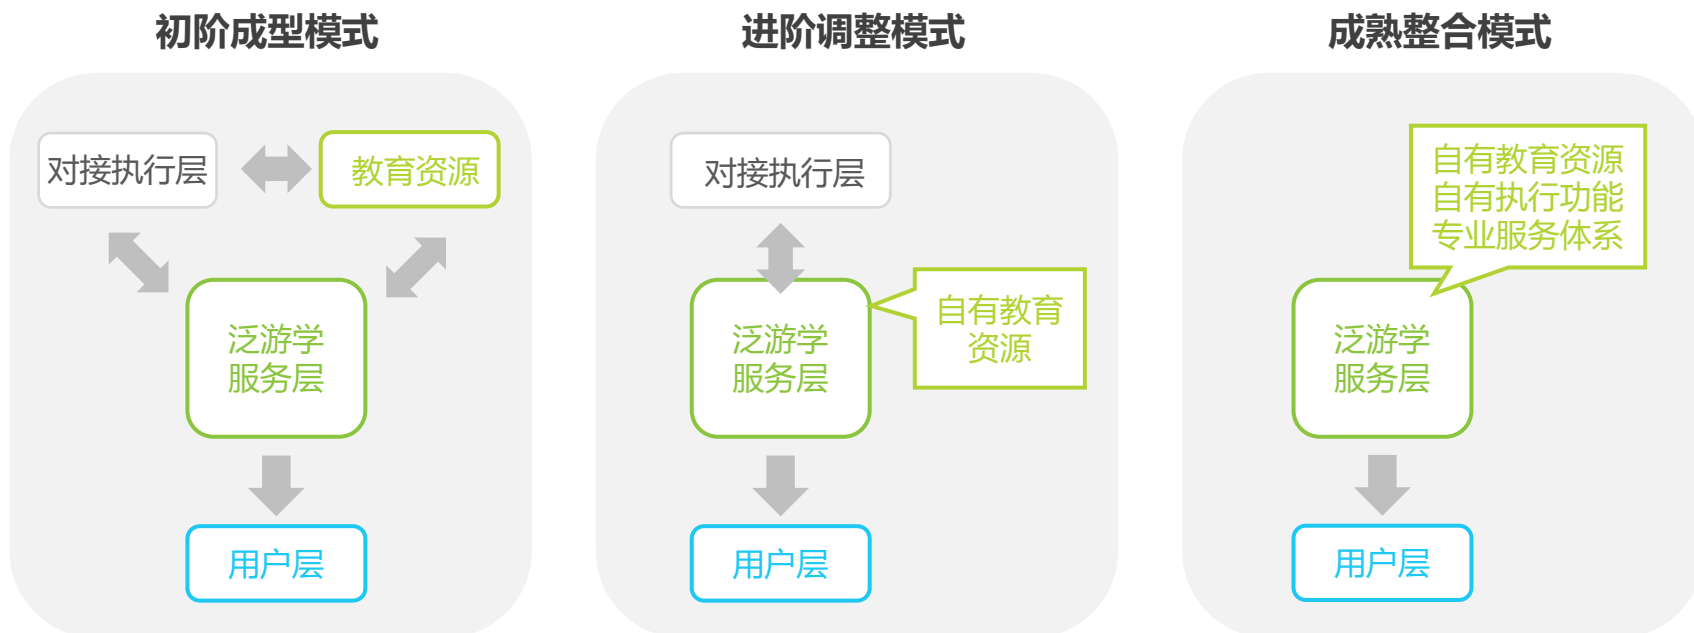 初阶成型模式
进阶调整模式
成熟整合模式
对接执行层
教育资源
泛游学
服务层
用户层
对接执行层
泛游学
服务层
自有教育
资源
用户层
自有教育资源
自有执行功能
专业服务体系
泛游学
服务层
用户层